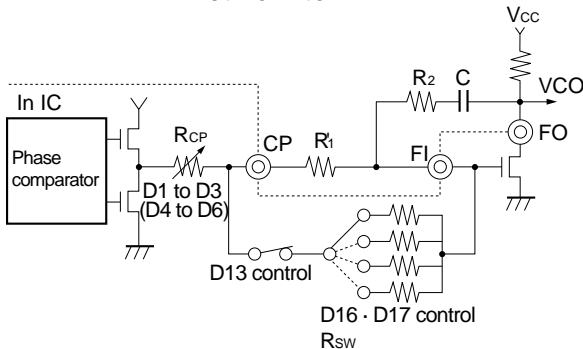 VCC
R2
C
VCO
In IC
RCP
CP
R'1
FI
FO
Phase
comparator
D1 to D3
(D4 to D6)
D13 control
D16 · D17 control
RSW